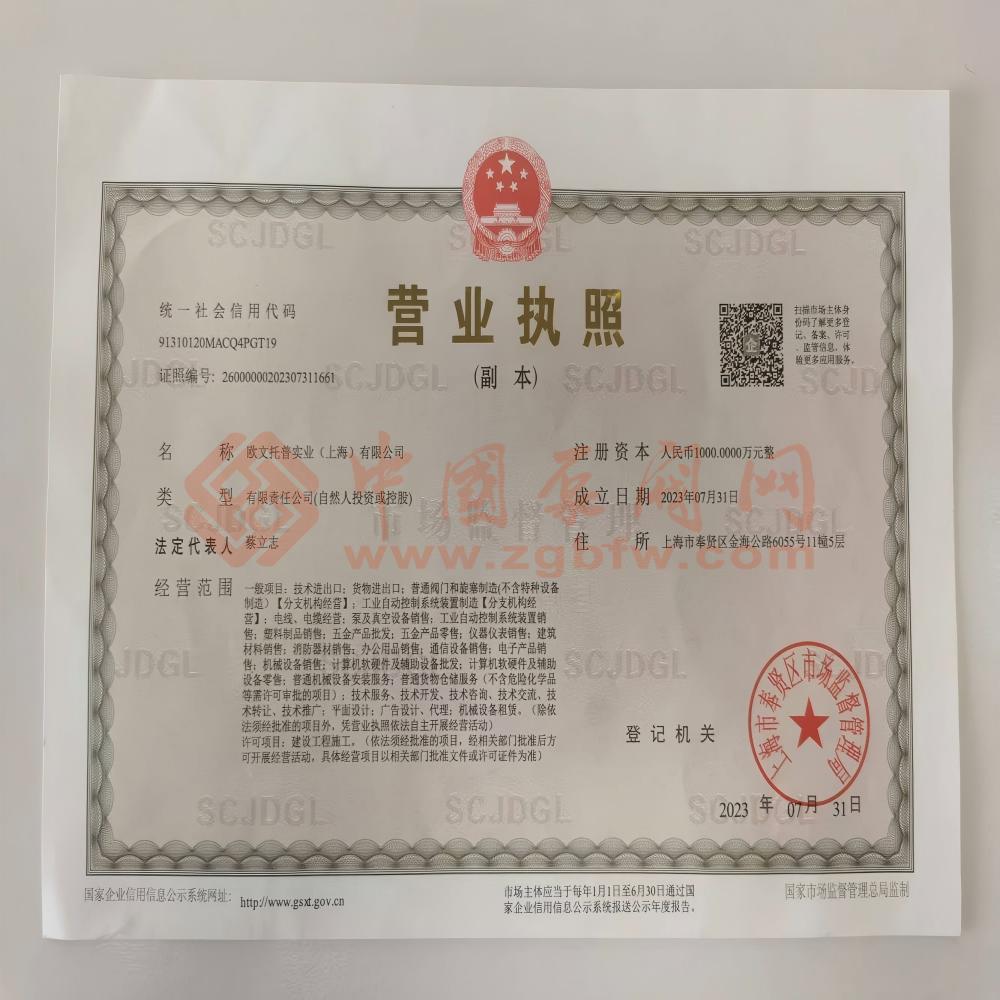 营业执照
（副 本）
统一社会信用代码
91310120MACQ4PGT19
证照编号：26000000202307311661
扫描市场主体身
份码了解更多登
记、备案、许可
、监管信息，体
验更多应用服务。
名 称 欧文托普实业（上海）有限公司
类 型 有限责任公司(自然人投资或控股)
法定代表人 蔡立志
经营范围 一般项目：技术进出口；货物进出口；普通阀门和旋塞制造(不含特种设备
制造）【分支机构经营】；工业自动控制系统装置制造【分支机构经
营】；电线、电缆经营；泵及真空设备销售；工业自动控制系统装置销
售；塑料制品销售；五金产品批发；五金产品零售；仪器仪表销售；建筑
材料销售；消防器材销售；办公用品销售；通信设备销售；电子产品销
售；机械设备销售；计算机软硬件及辅助设备批发；计算机软硬件及辅助
设备零售；普通机械设备安装服务；普通货物仓储服务（不含危险化学品
等需许可审批的项目）；技术服务、技术开发、技术咨询、技术交流、技
术转让、技术推广；平面设计；广告设计、代理；机械设备租赁。（除依
法须经批准的项目外，凭营业执照依法自主开展经营活动）
许可项目：建设工程施工。（依法须经批准的项目，经相关部门批准后方
可开展经营活动，具体经营项目以相关部门批准文件或许可证件为准）
注册资本 人民币1000.0000万元整
成立日期 2023年07月31日
住 所 上海市奉贤区金海公路6055号11幢5层
登记机关
上海市奉贤区市场监督管理局
2023 年 07月 31日
国家企业信用信息公示系统网址：http://www.gsxt.gov.cn
市场主体应当于每年1月1日至6月30日通过国
家企业信用信息公示系统报送公示年度报告。
国家市场监督管理总局监制
中国泵阀网
www.zgbfw.com
市场监督管理
SCJDGL
SCJDGL
SCJDGL
JDGL
SCJDGL
SCJDGL
SCJDGL
SCJDGL
SCJDGL
JDGL
SCJDGL
SCJDGL
SCJDGL
SCJDGL